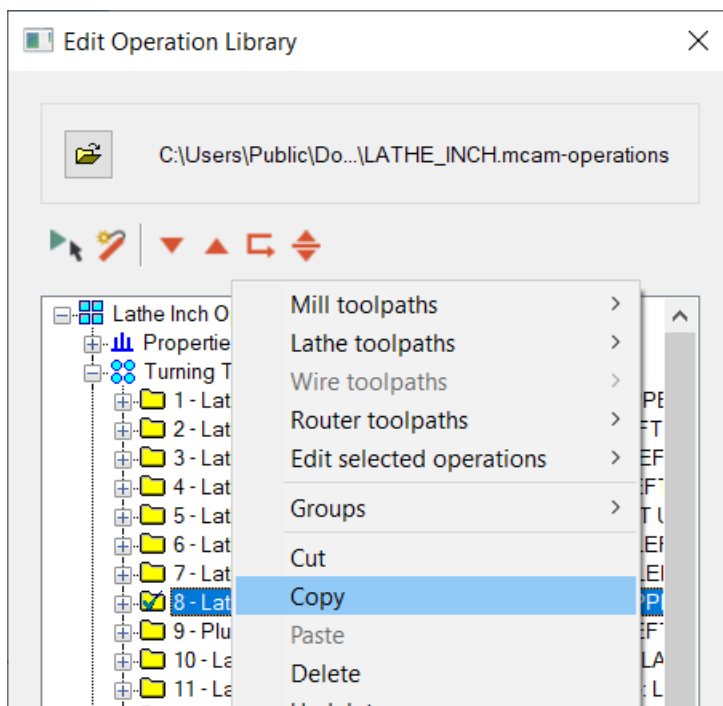 Edit Operation Library
C:\Users\Public\Do...\LATHE_INCH.mcam-operations
Lathe Inch O
Propertie
Turning T
1 - Lat
2 - Lat
3 - Lat
4 - Lat
5 - Lat
6 - Lat
7 - Lat
8 - Lat
9 - Plu
10 - La
11 - La
Mill toolpaths
Lathe toolpaths
Wire toolpaths
Router toolpaths
Edit selected operations
Groups
Cut
Copy
Paste
Delete